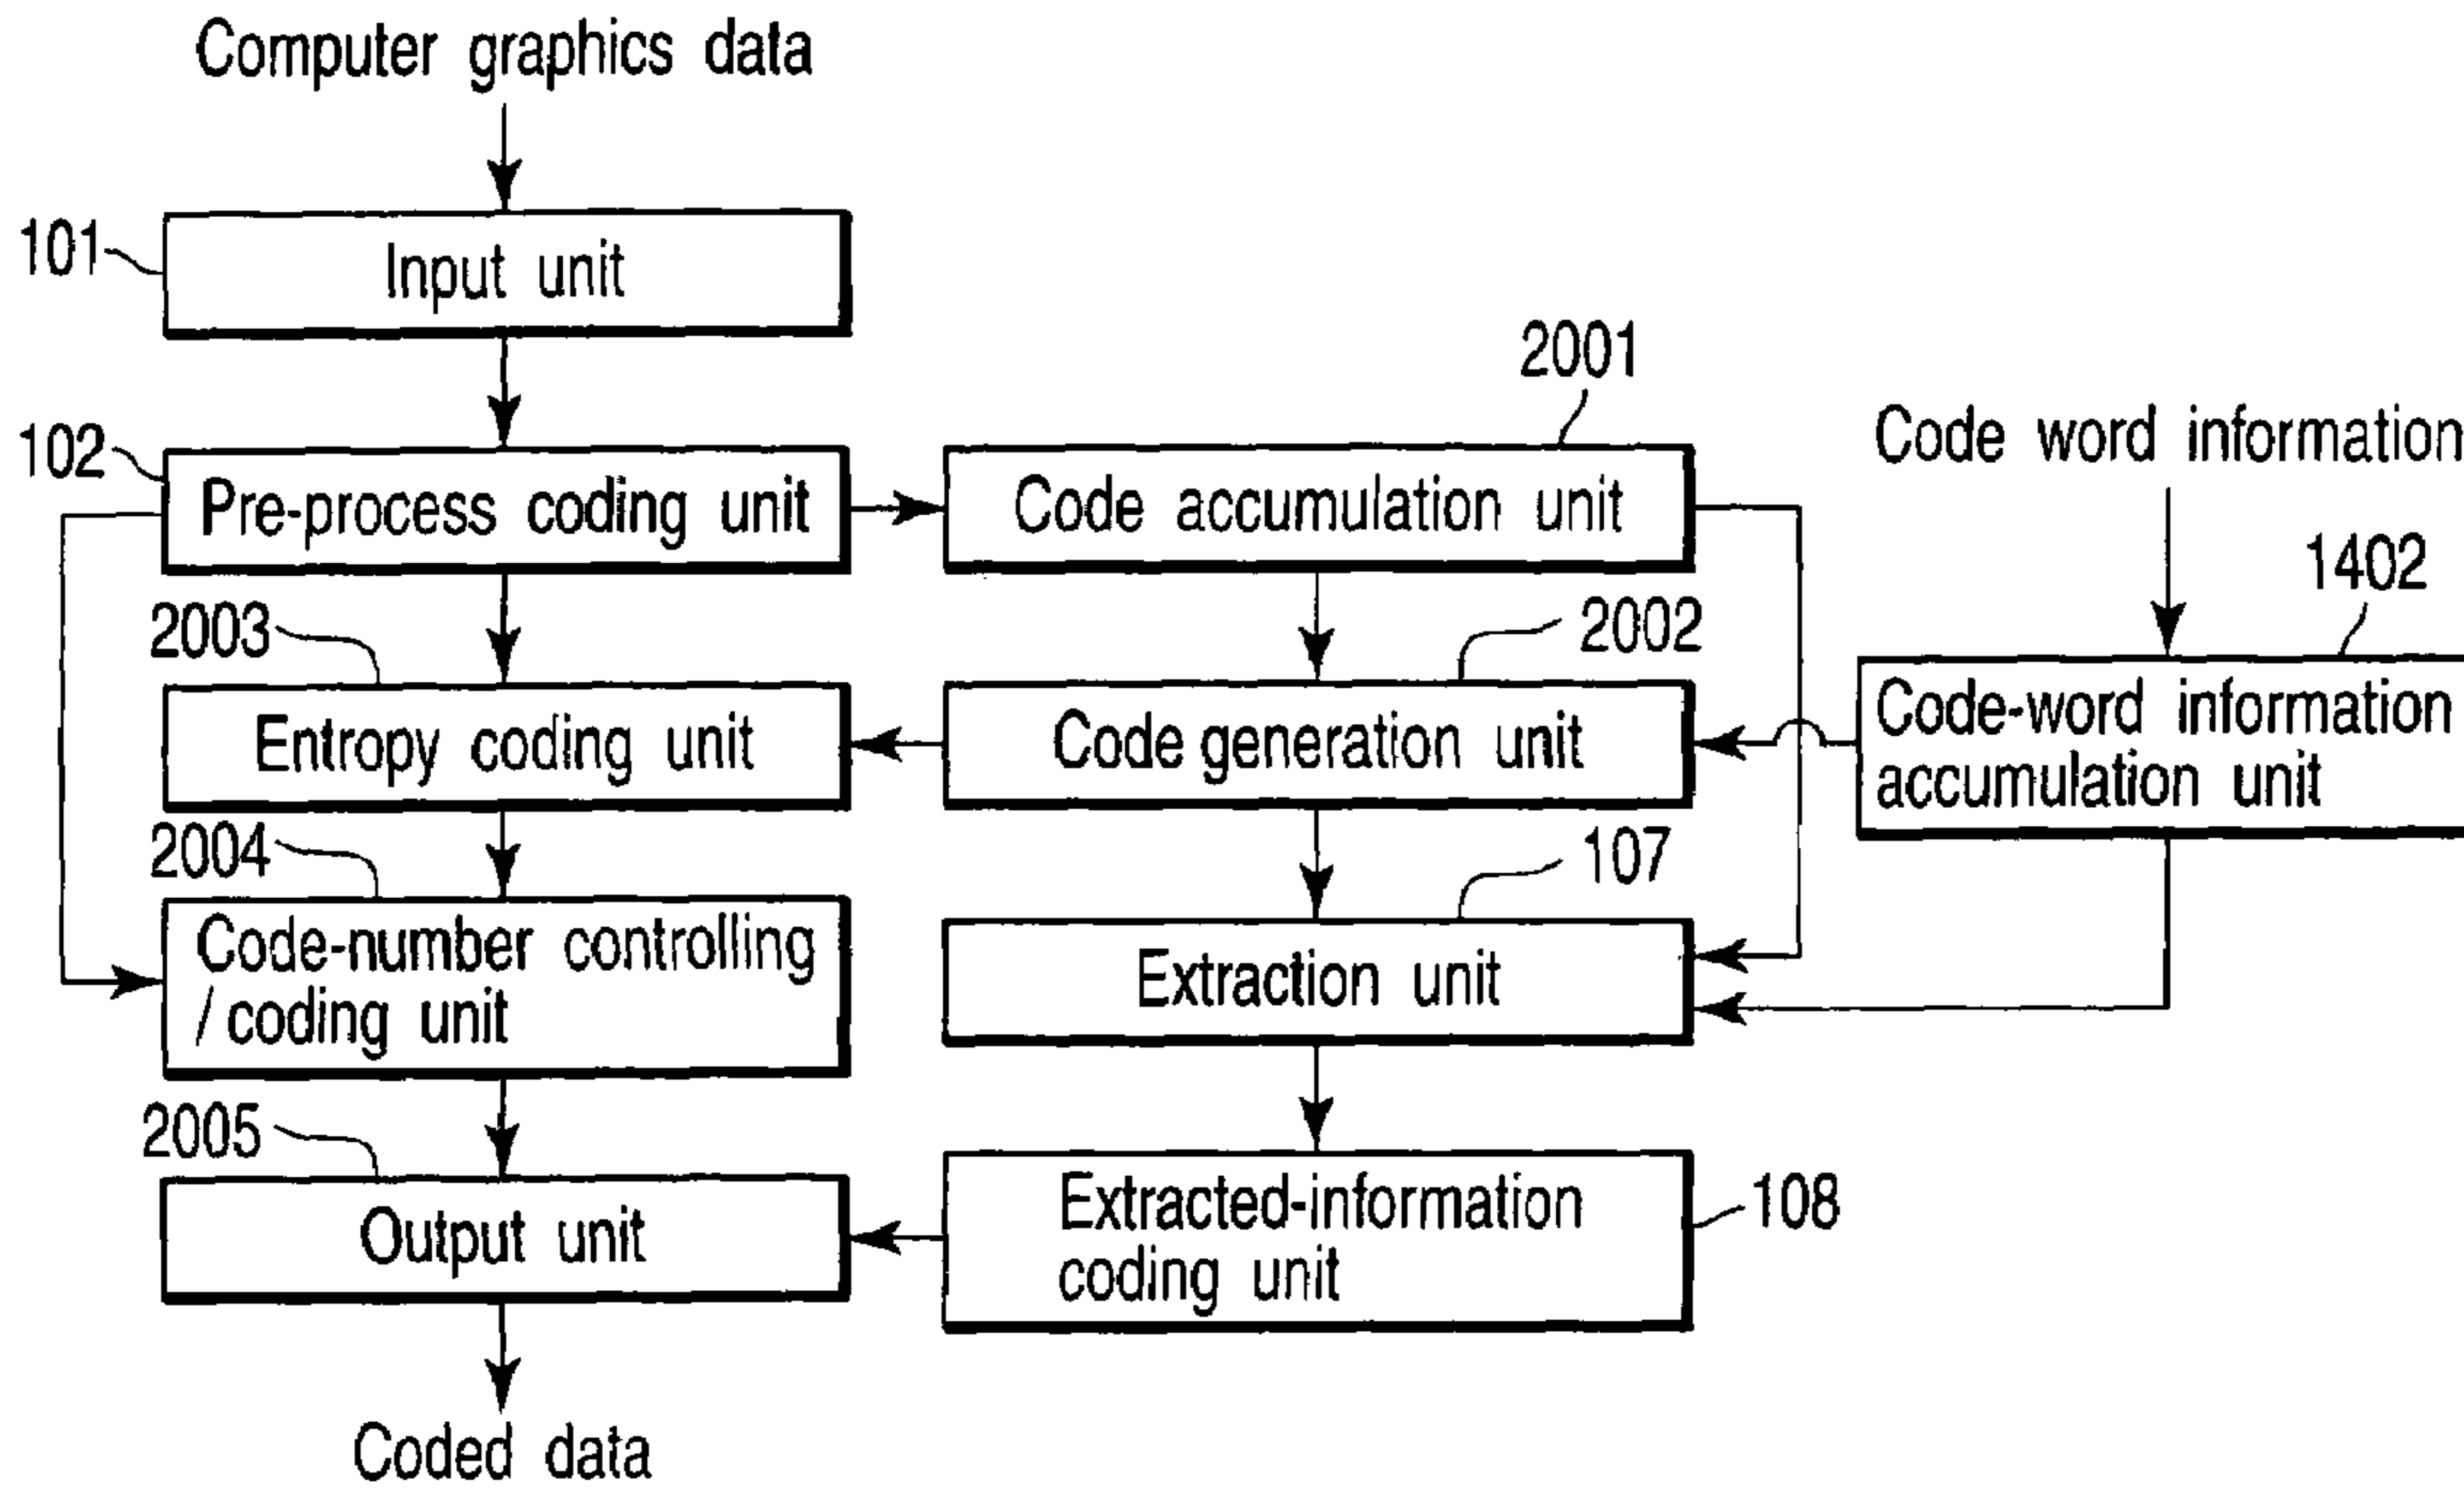 Computer graphics data
101
Input unit
2001
Code word information
102
Pre-process coding unit
Code accumulation unit
1402
2003
2002
Entropy coding unit
Code generation unit
Code-word information
accumulation unit
2004
107
Code-number controlling
/coding unit
Extraction unit
2005
Output unit
Extracted-information
coding unit
108
Coded data